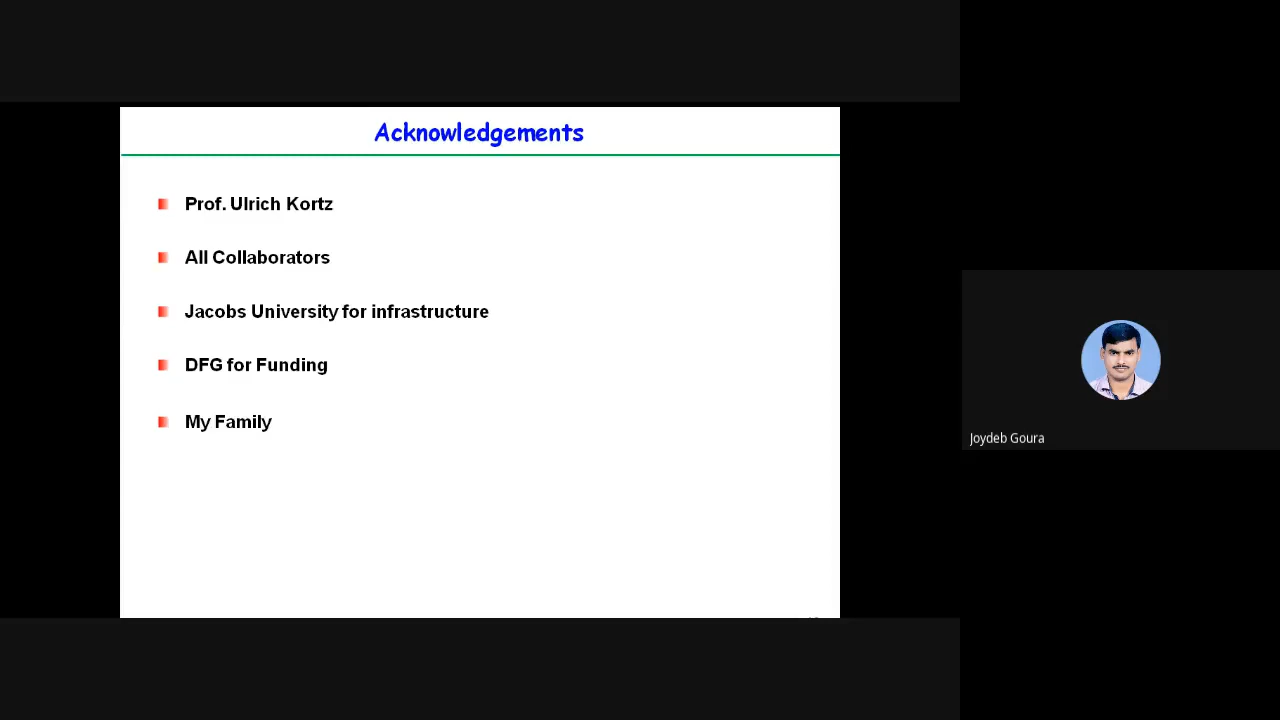 Acknowledgements
Prof. Ulrich Kortz
All Collaborators
Jacobs University for infrastructure
DFG for Funding
My Family
Joydeb Goura